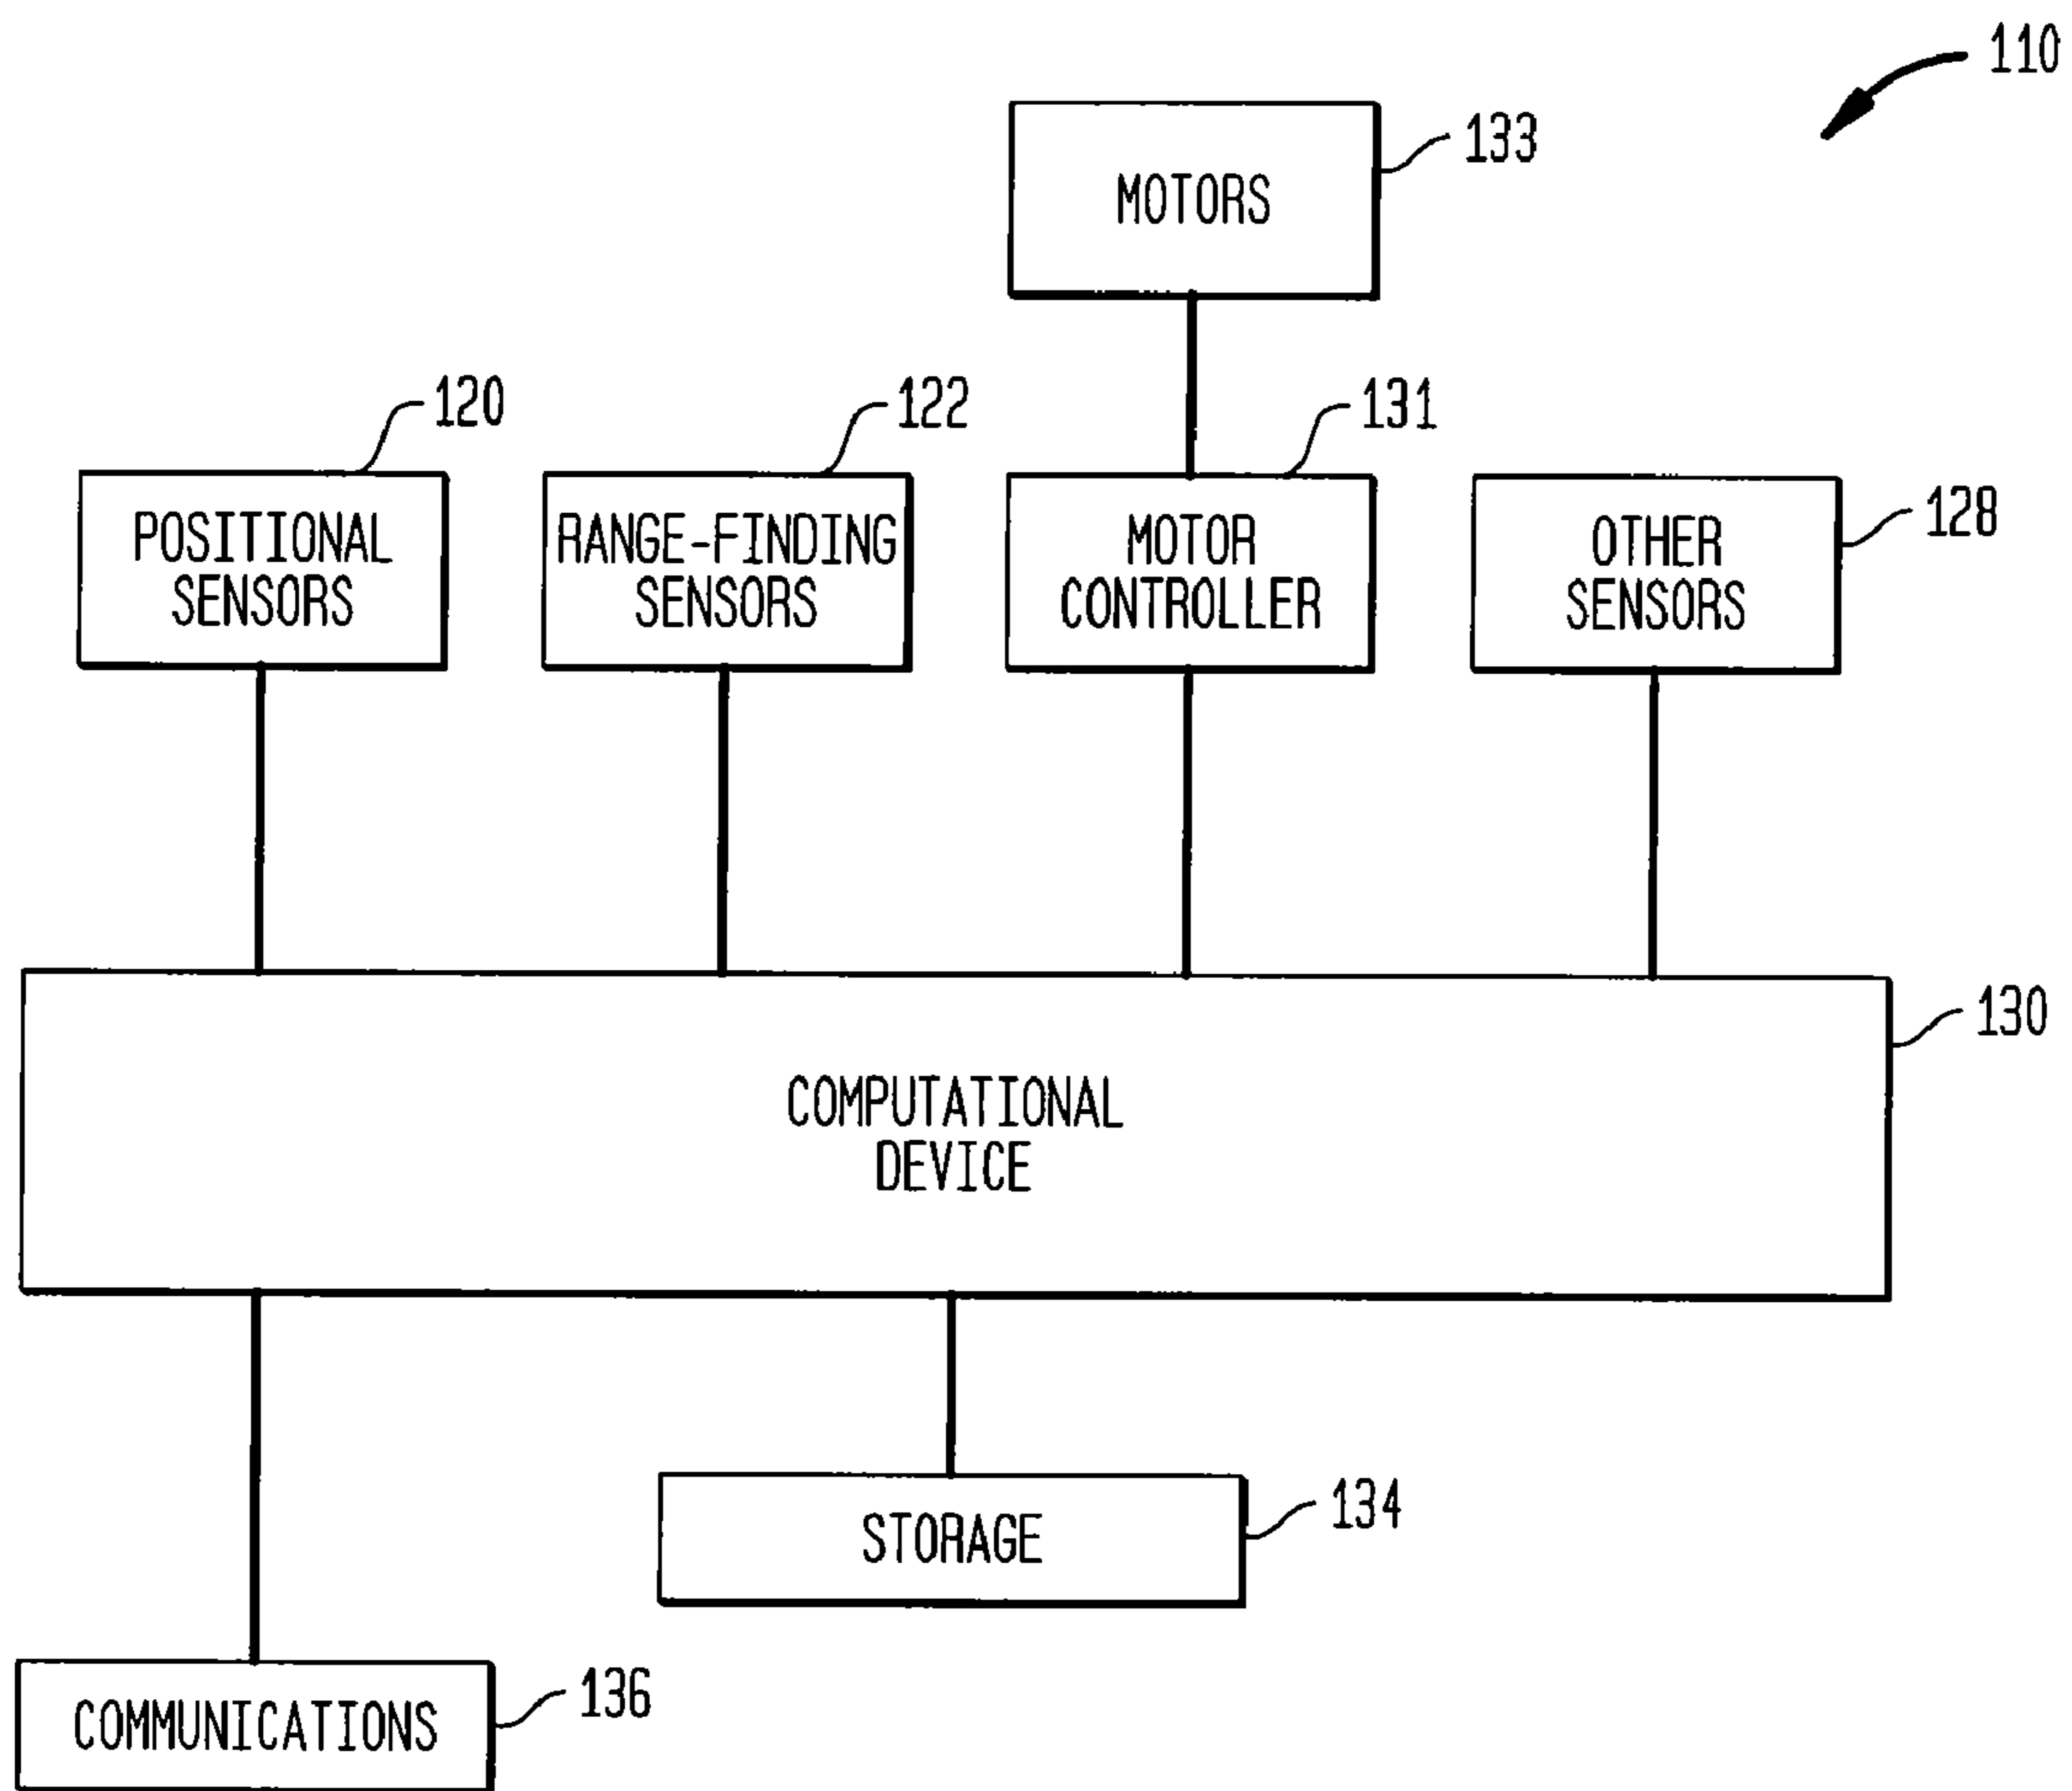 110
133
MOTORS
120
122
131
POSITIONAL
SENSORS
RANGE-FINDING
SENSORS
MOTOR
CONTROLLER
OTHER
SENSORS
128
130
COMPUTATIONAL
DEVICE
STORAGE
134
COMMUNICATIONS
136